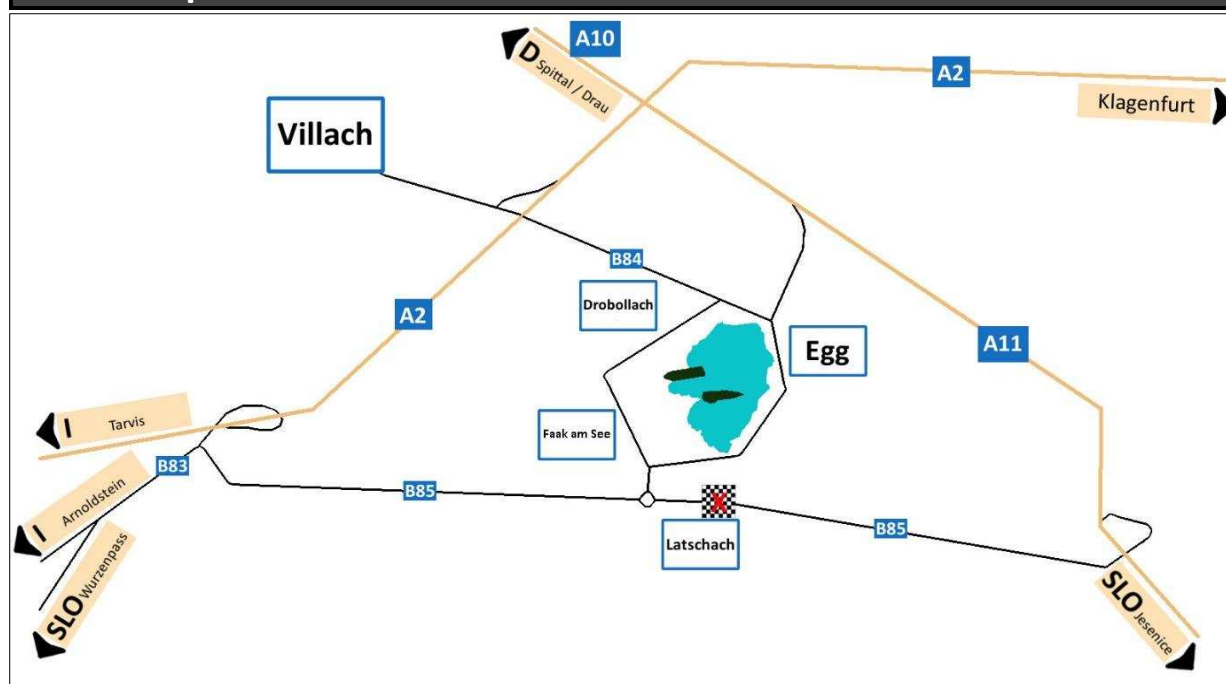 A10
A2
D Spittal / Drau
Klagenfurt
Villach
B84
Drobollach
A2
Egg
A11
I Tarvis
Faak am See
B83
B85
X
I Arnoldstein
Latschach
B85
SLO Wurzenpass
SLO Jesenice